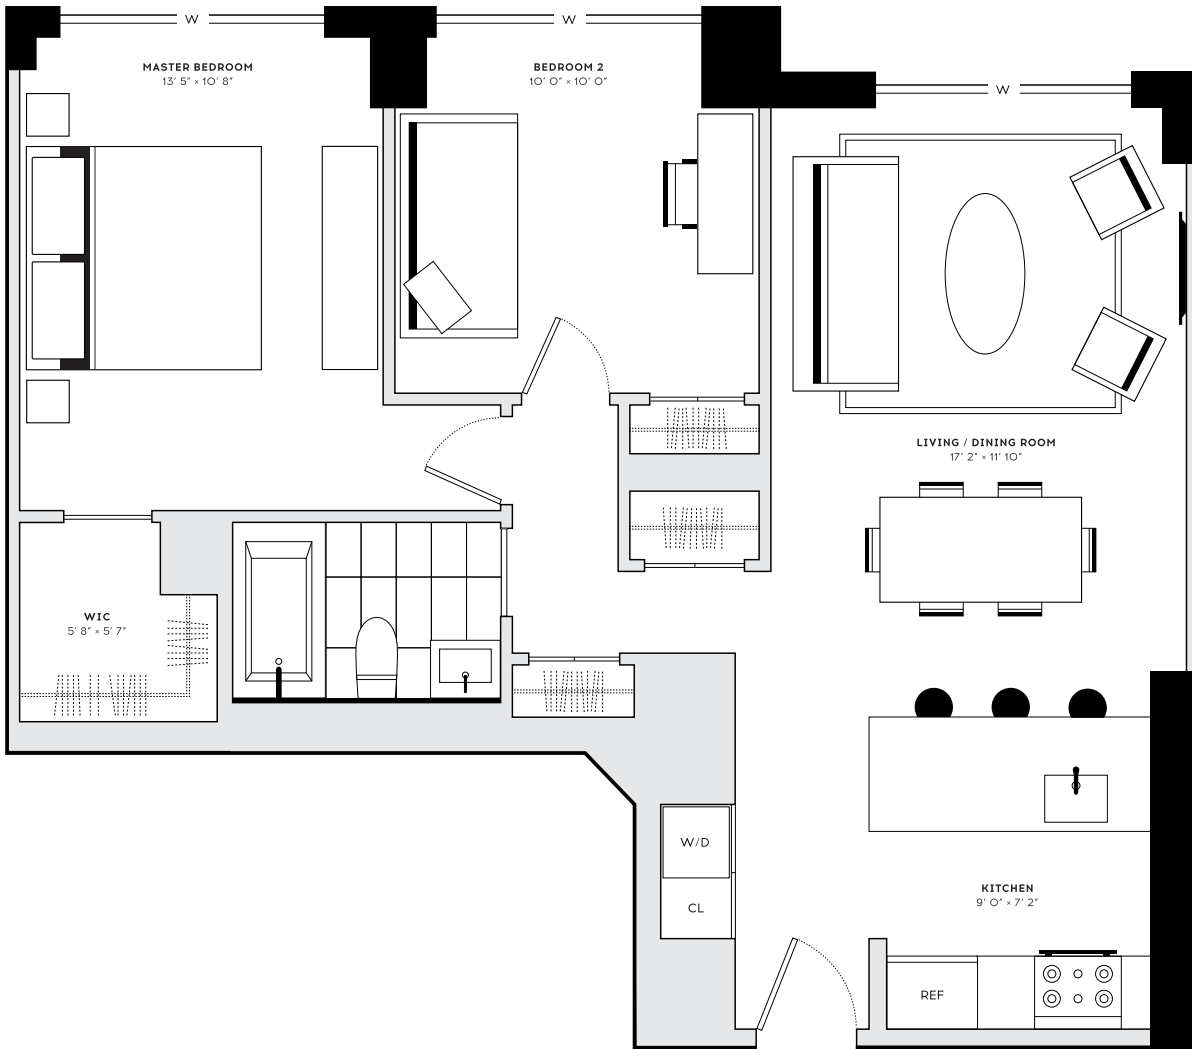 W
W
W
MASTER BEDROOM
13' 5" × 10' 8"
BEDROOM 2
10' 0" × 10' 0"
LIVING / DINING ROOM
17' 2" × 11' 10"
WIC
5' 8" × 5' 7"
W/D
CL
KITCHEN
9' 0" × 7' 2"
REF